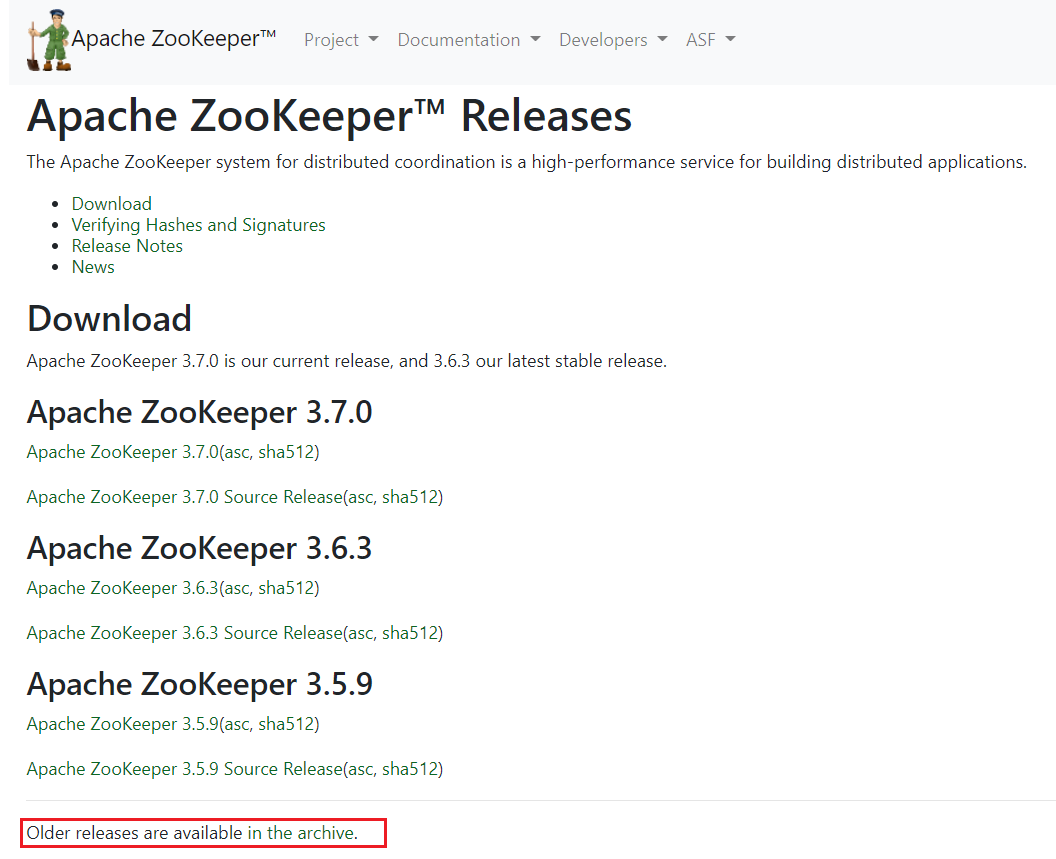 Apache ZooKeeper™ Project Documentation Developers ASF
Apache ZooKeeper™ Releases
The Apache ZooKeeper system for distributed coordination is a high-performance service for building distributed applications.
Download
Verifying Hashes and Signatures
Release Notes
News
Download
Apache ZooKeeper 3.7.0 is our current release, and 3.6.3 our latest stable release.
Apache ZooKeeper 3.7.0
Apache ZooKeeper 3.7.0(asc, sha512)
Apache ZooKeeper 3.7.0 Source Release(asc, sha512)
Apache ZooKeeper 3.6.3
Apache ZooKeeper 3.6.3(asc, sha512)
Apache ZooKeeper 3.6.3 Source Release(asc, sha512)
Apache ZooKeeper 3.5.9
Apache ZooKeeper 3.5.9(asc, sha512)
Apache ZooKeeper 3.5.9 Source Release(asc, sha512)
Older releases are available in the archive.